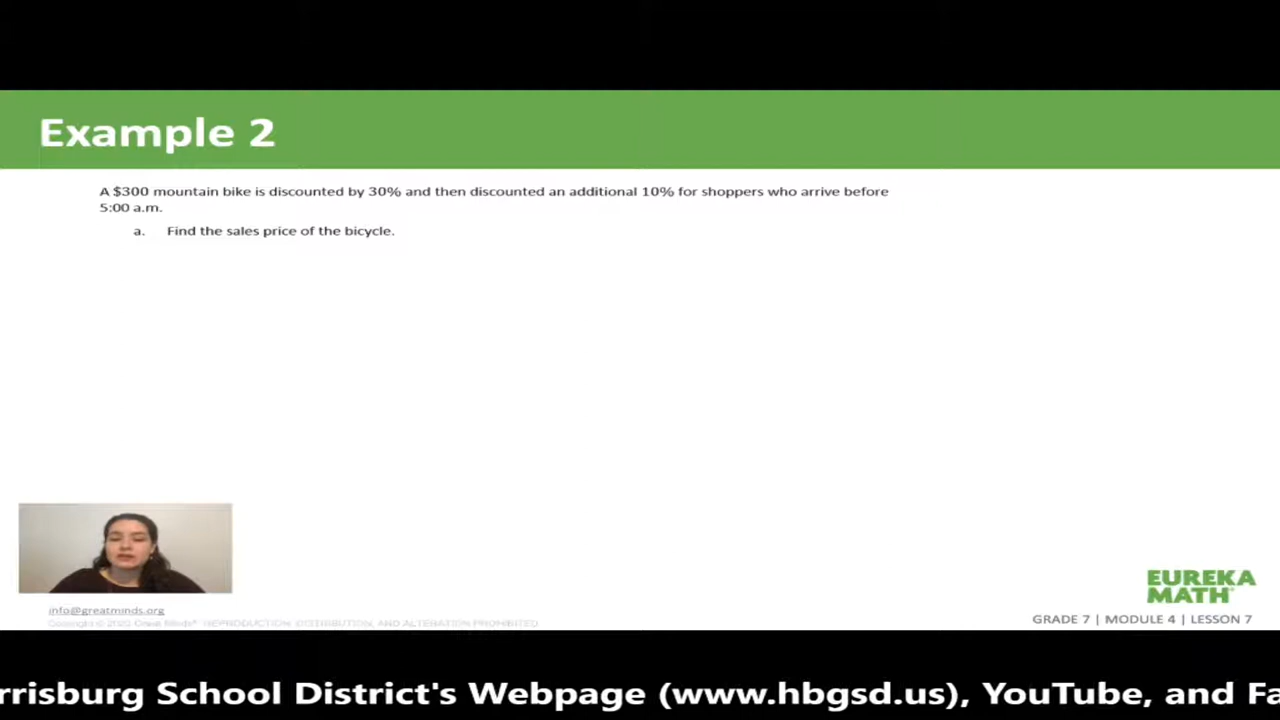 Example 2
A $300 mountain bike is discounted by 30% and then discounted an additional 10% for shoppers who arrive before
5:00 a.m.
a. Find the sales price of the bicycle.
EUREKA
MATH
info@greatminds.org
Copyright © 2020 Great Minds® REPRODUCTION, DISTRIBUTION, AND ALTERATION PROHIBITED
GRADE 7 | MODULE 4 | LESSON 7
rrisburg School District's Webpage (www.hbgsd.us), YouTube, and Fa